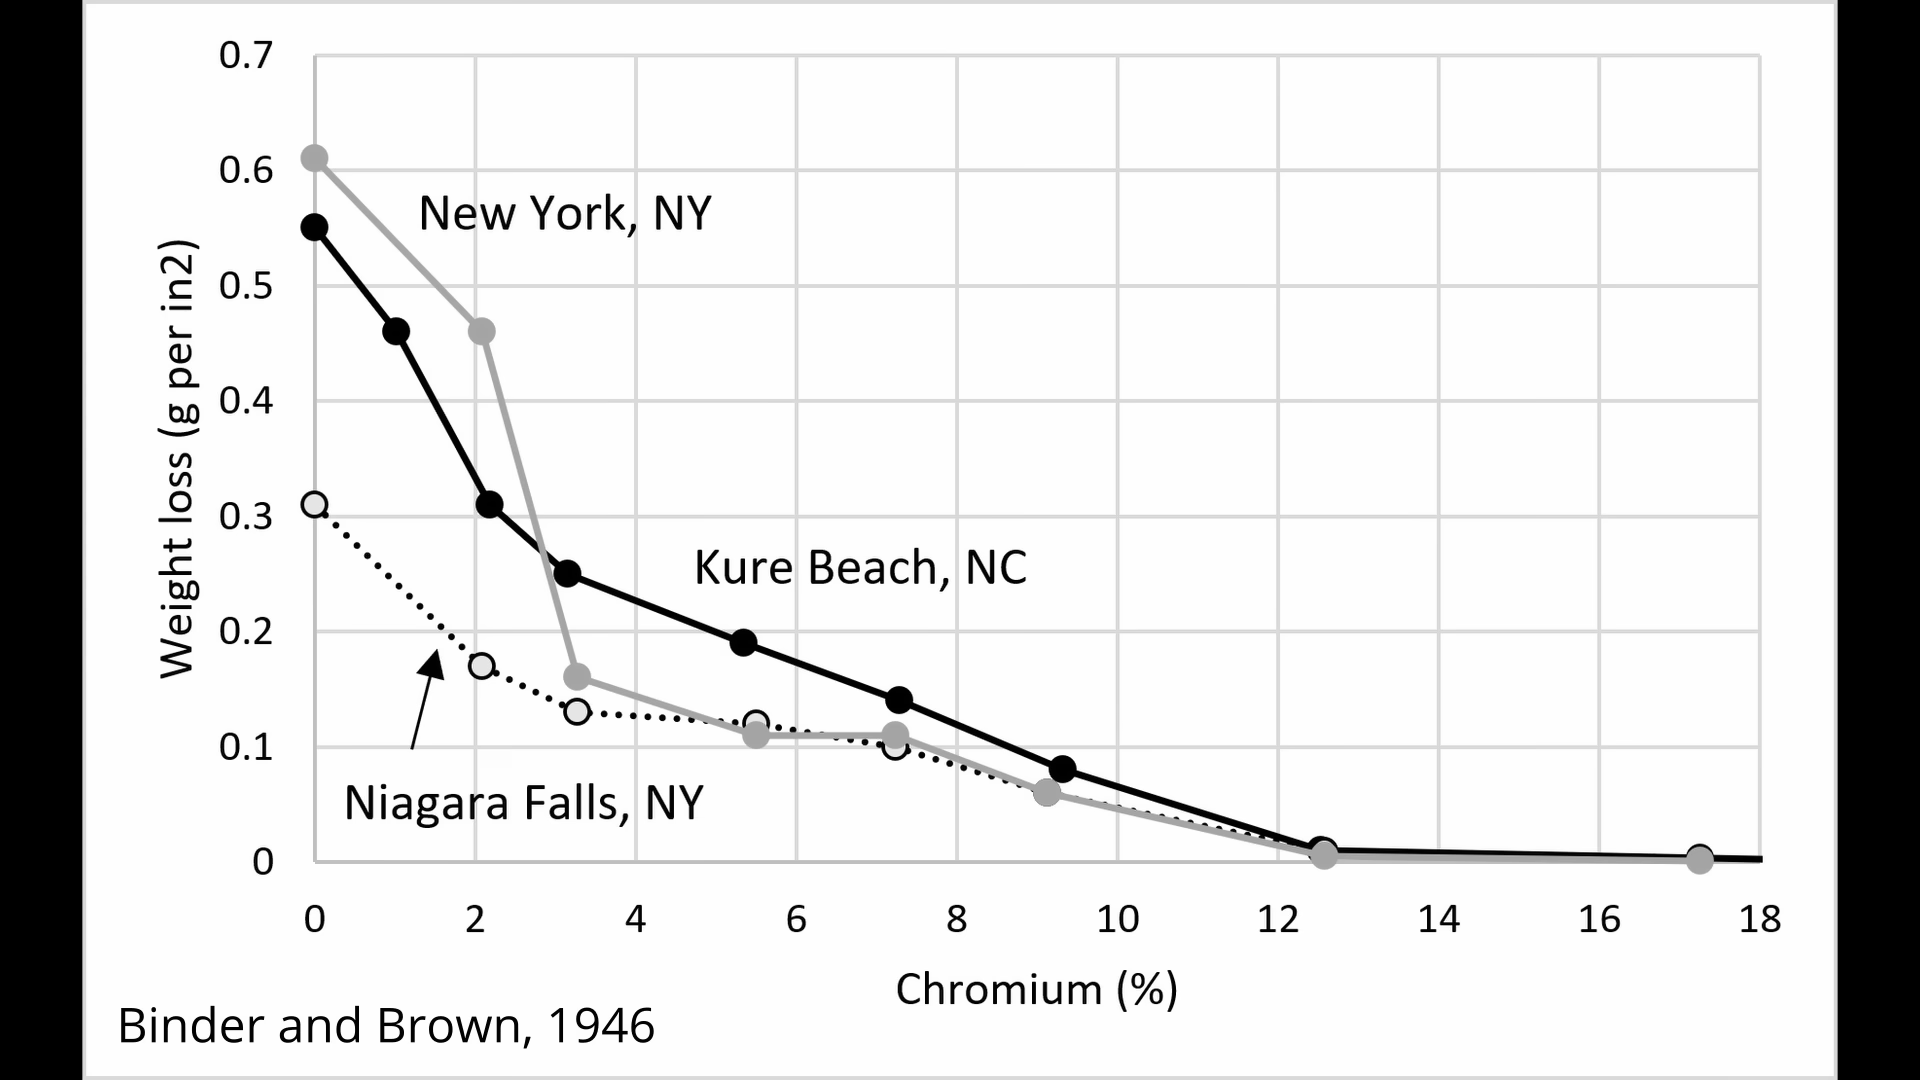 0.7
0.6
0.5
0.4
0.3
0.2
0.1
0
Weight loss (g per in2)
New York, NY
Kure Beach, NC
Niagara Falls, NY
0 2 4 6 8 10 12 14 16 18
Chromium (%)
Binder and Brown, 1946